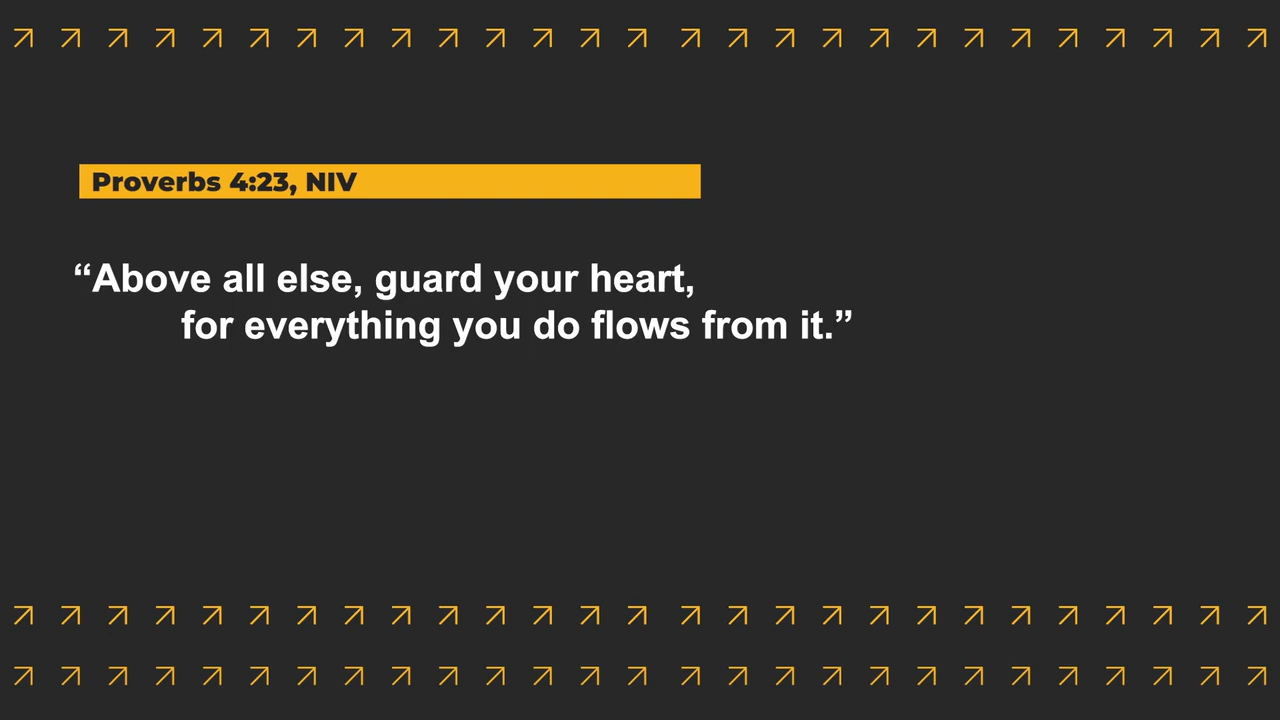 Proverbs 4:23, NIV
“Above all else, guard your heart,
for everything you do flows from it.”